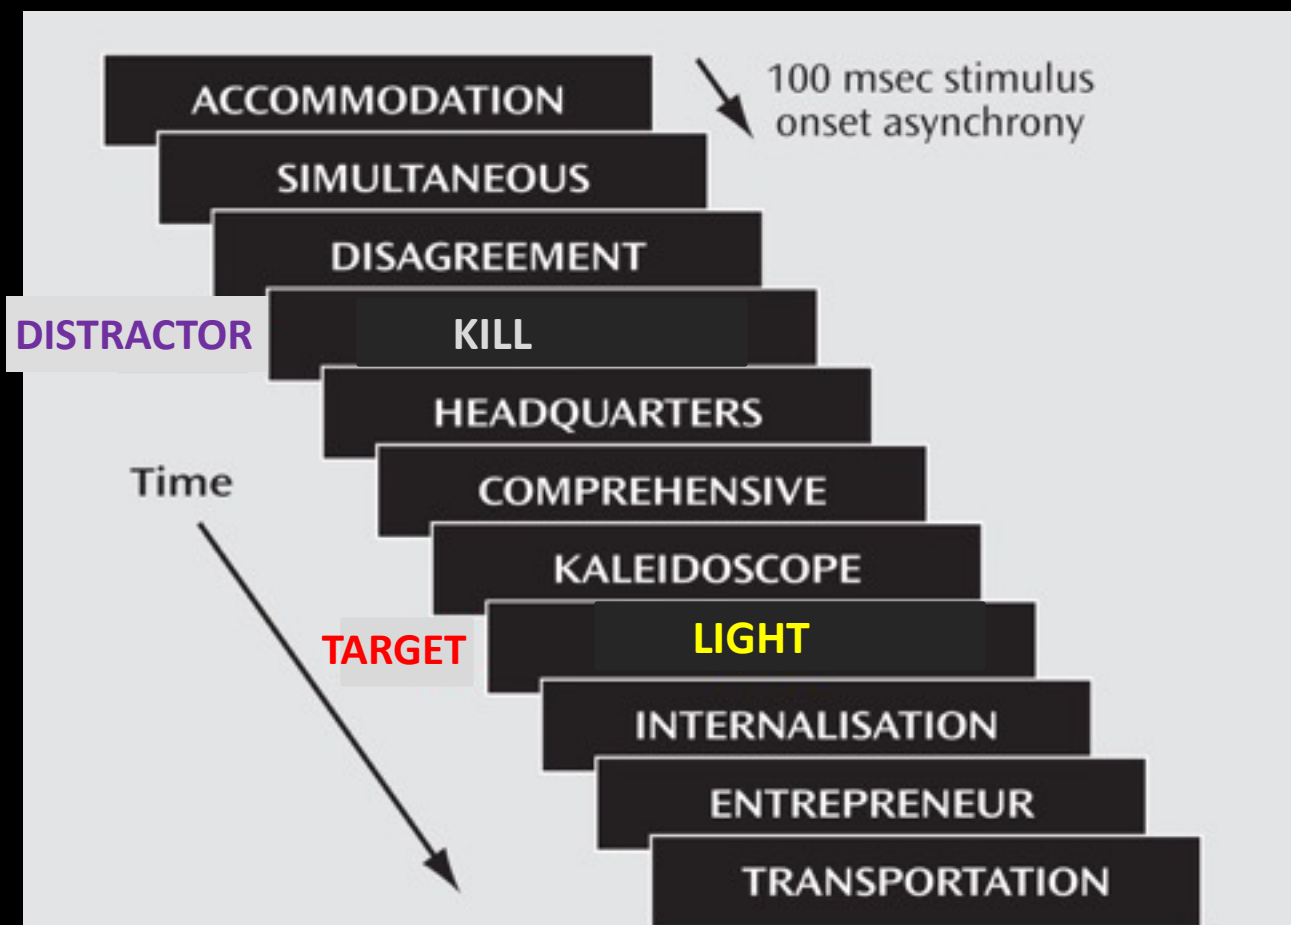 ACCOMMODATION
100 msec stimulus
onset asynchrony
SIMULTANEOUS
DISAGREEMENT
DISTRACTOR
KILL
HEADQUARTERS
Time
COMPREHENSIVE
KALEIDOSCOPE
TARGET
LIGHT
INTERNALISATION
ENTREPRENEUR
TRANSPORTATION